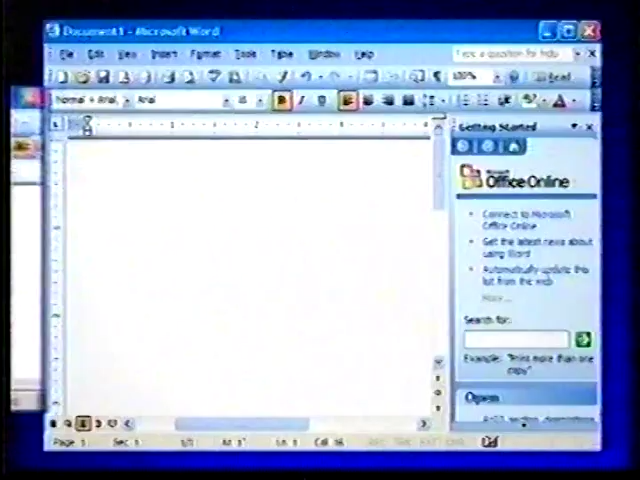 Document1 - Microsoft Word
File Edit View Insert Format Tools Table Window Help
Type a question for help
100%
Read
Normal + Arial, Arial
Getting Started
Microsoft
Office Online
Connect to Microsoft
Office Online
Get the latest news about
using Word
Automatically update this
list from the web
More...
Search for:
Example: "Print more than one
copy"
Open
Page 1 Sec 1 1/1 At 1" Ln 1 Col